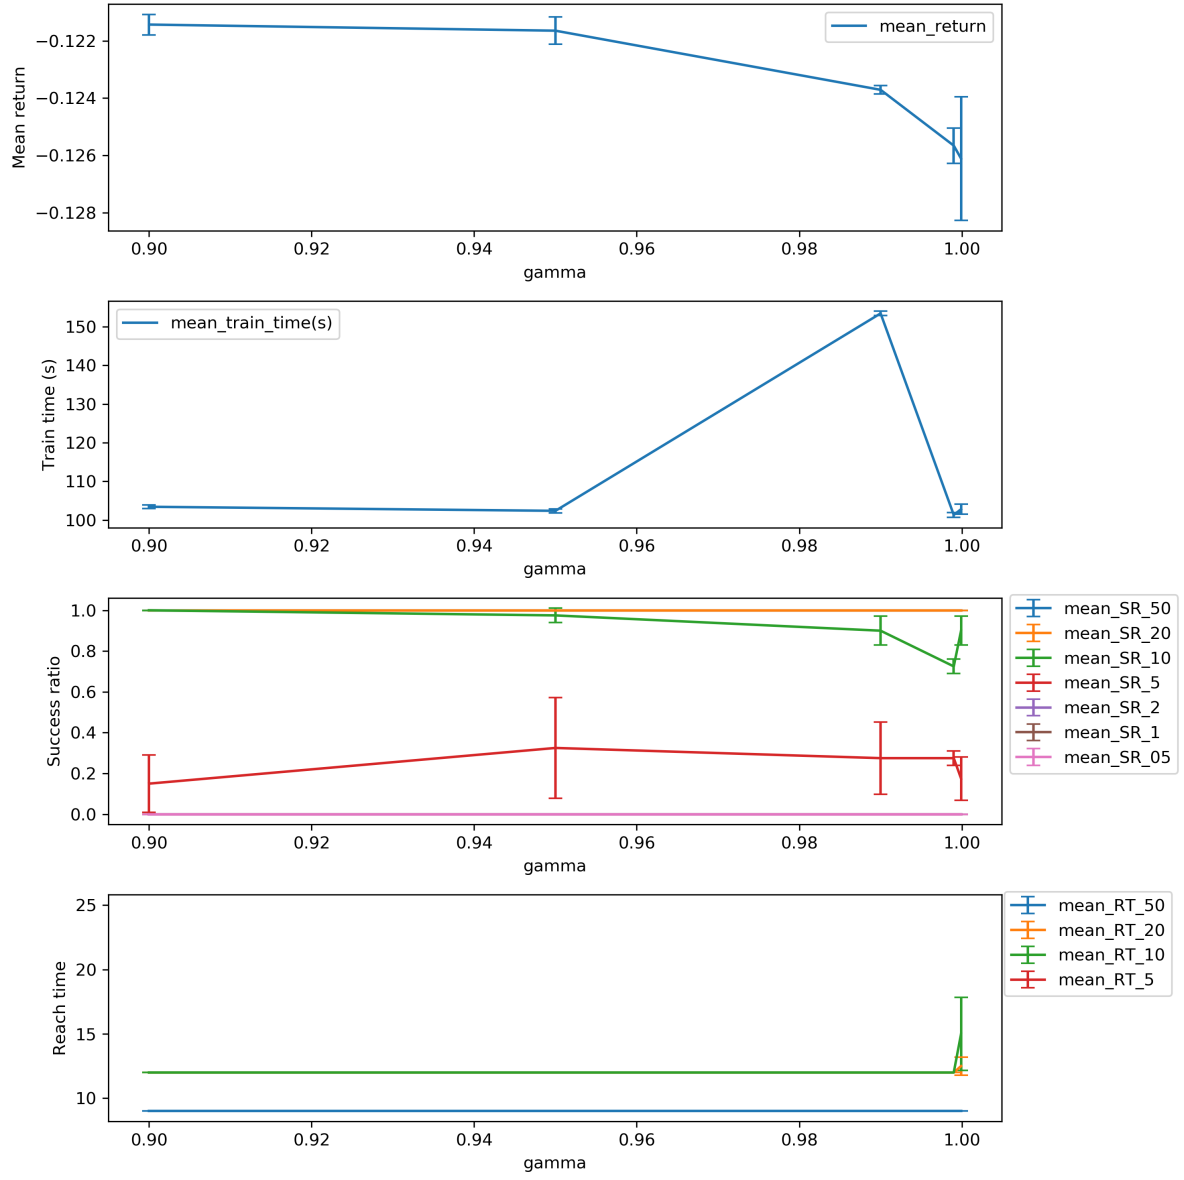 −0.122
−0.124
−0.126
−0.128
Mean return
mean_return
0.90 0.92 0.94 0.96 0.98 1.00
gamma
150
140
130
120
110
100
Train time (s)
mean_train_time(s)
0.90 0.92 0.94 0.96 0.98 1.00
gamma
1.0
0.8
0.6
0.4
0.2
0.0
Success ratio
mean_SR_50
mean_SR_20
mean_SR_10
mean_SR_5
mean_SR_2
mean_SR_1
mean_SR_05
0.90 0.92 0.94 0.96 0.98 1.00
gamma
25
20
15
10
Reach time
mean_RT_50
mean_RT_20
mean_RT_10
mean_RT_5
0.90 0.92 0.94 0.96 0.98 1.00
gamma